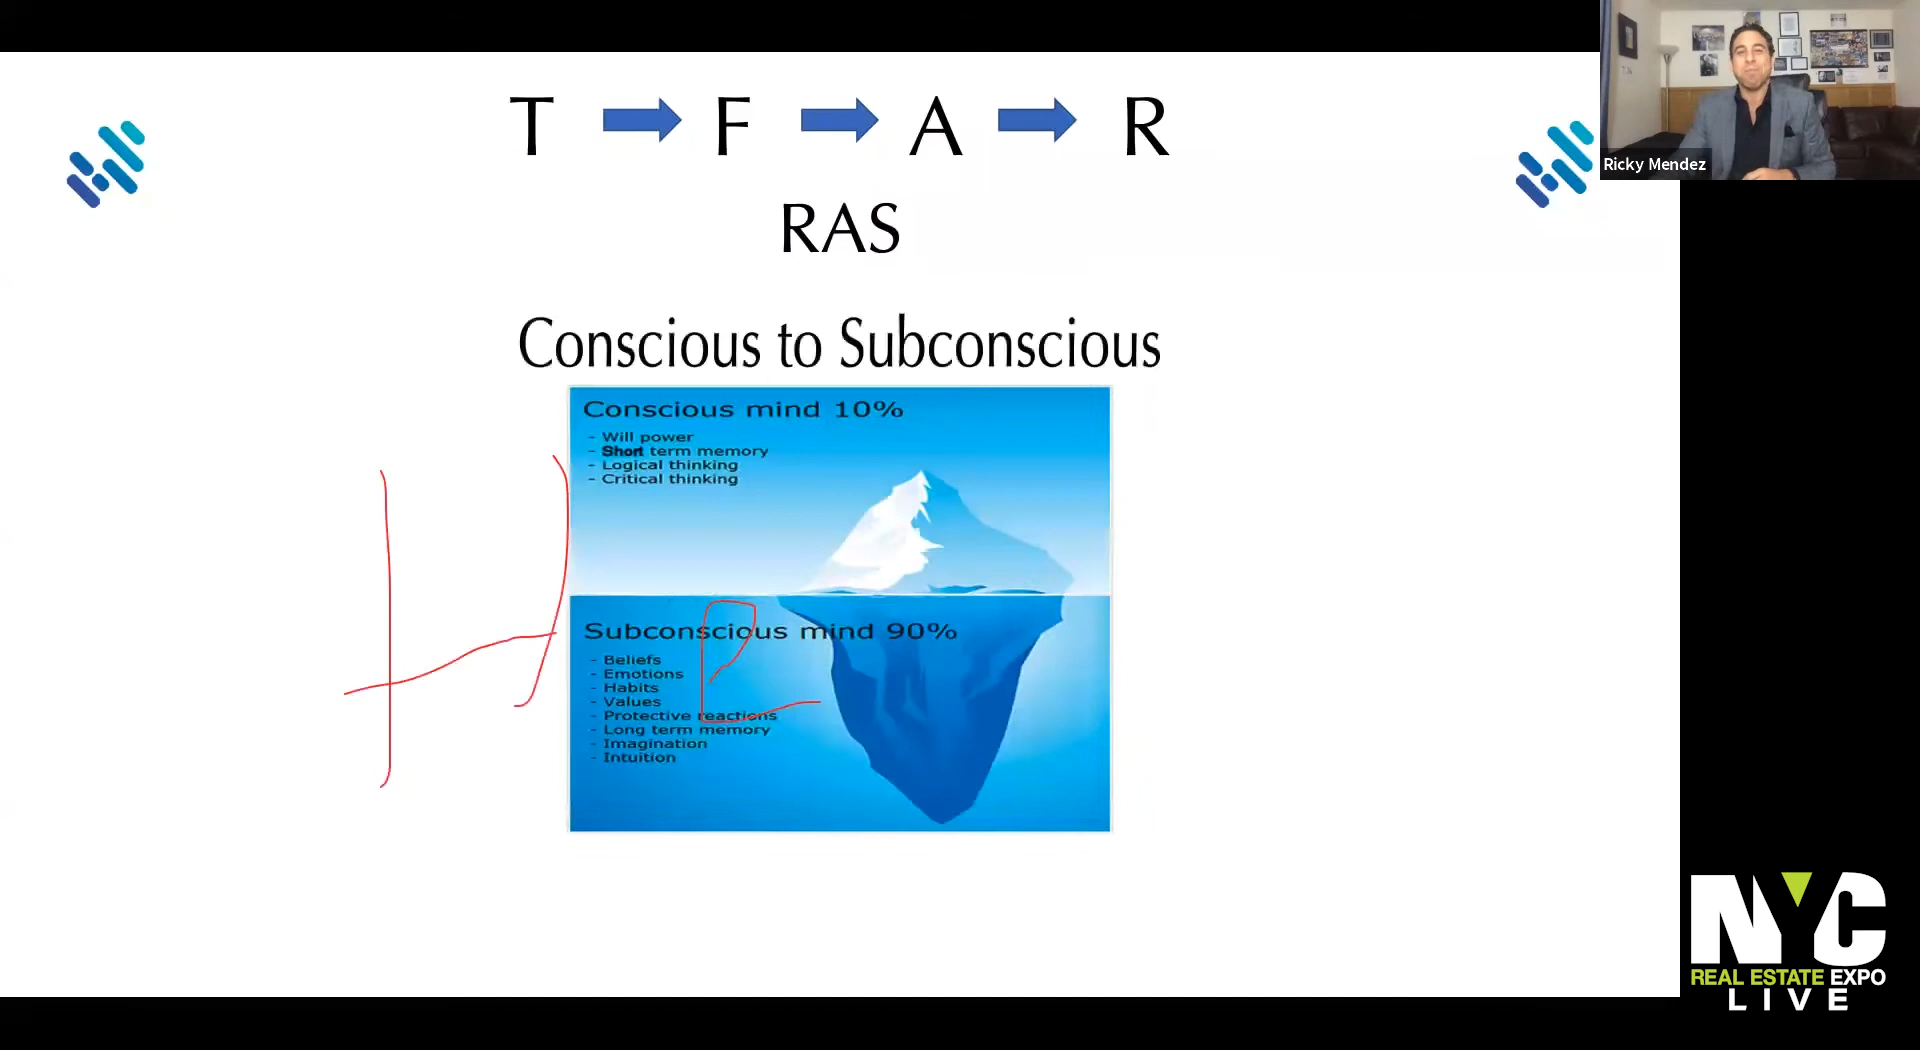 T F A R
RAS
Conscious to Subconscious
Conscious mind 10%
- Will power
- Short term memory
- Logical thinking
- Critical thinking
Subconscious mind 90%
- Beliefs
- Emotions
- Habits
- Values
- Protective reactions
- Long term memory
- Imagination
- Intuition
Ricky Mendez
NYC
REAL ESTATE EXPO
LIVE